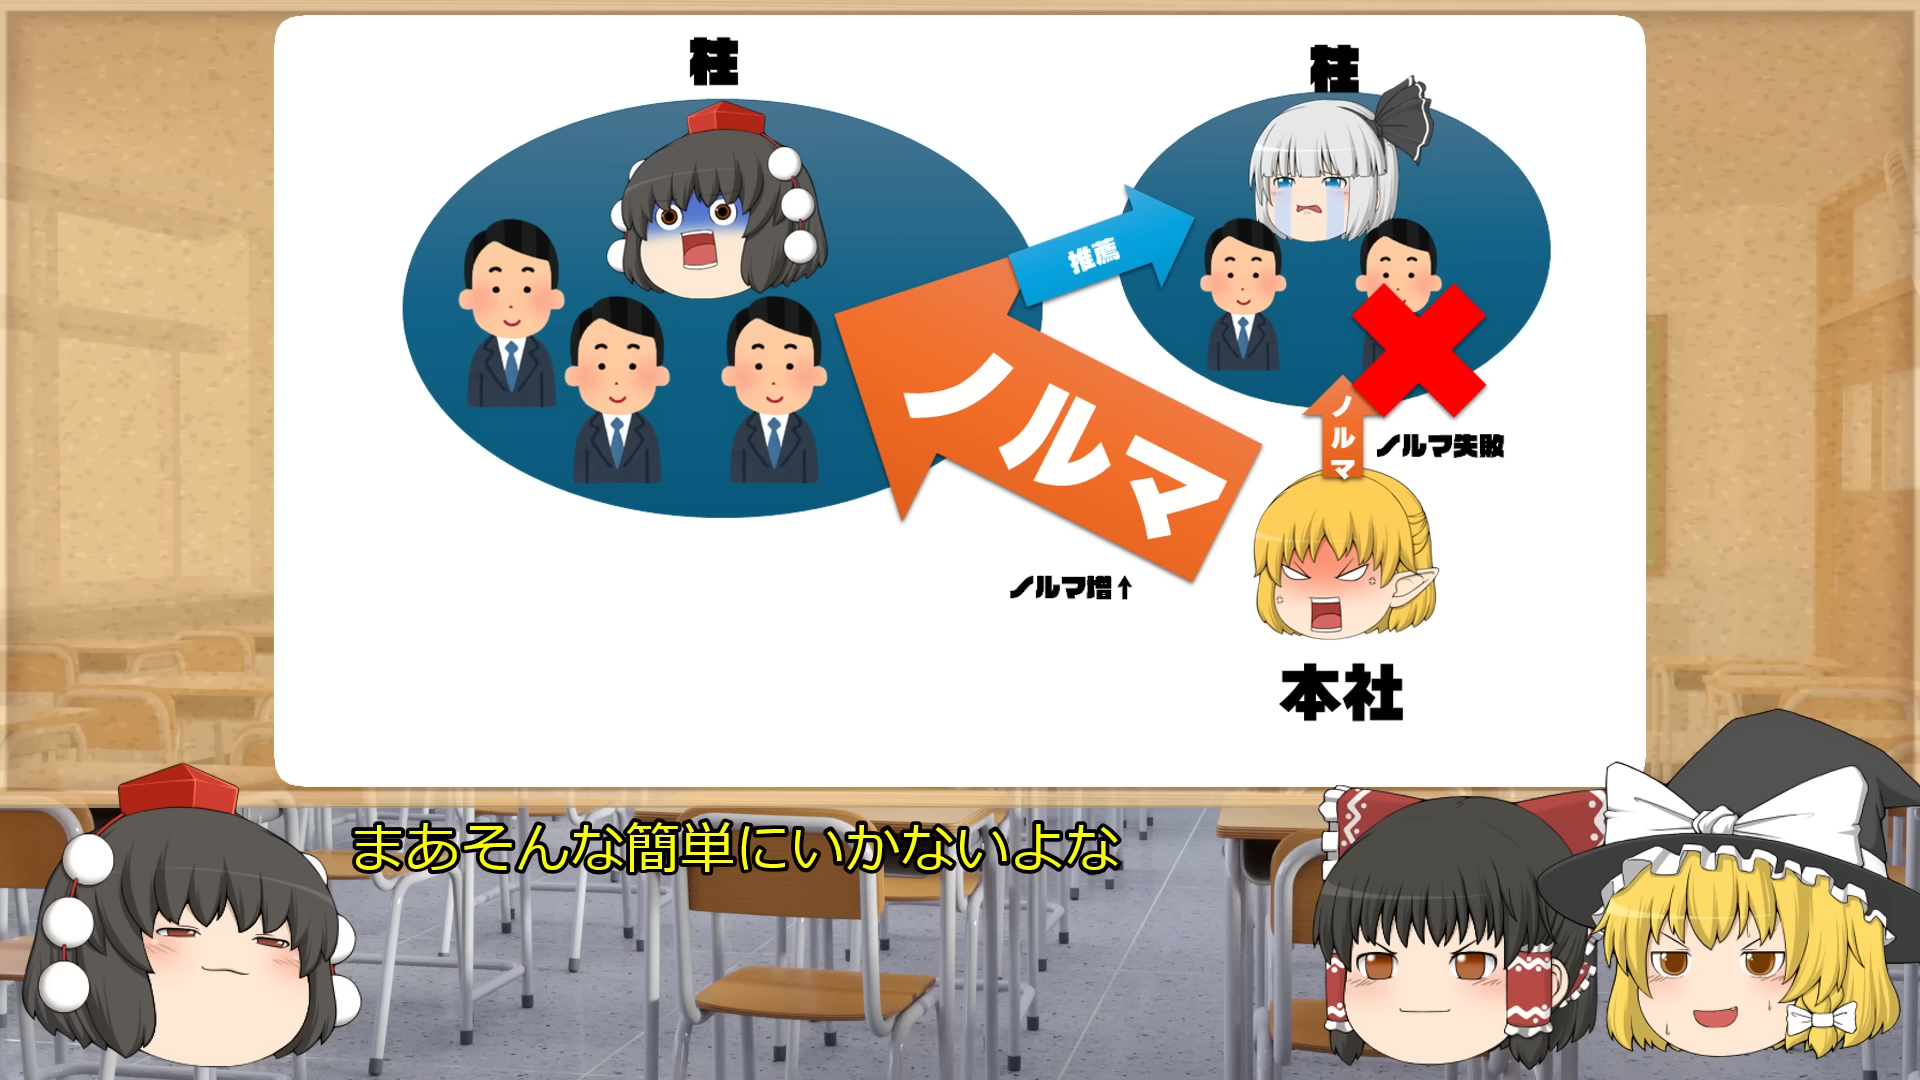 柱
柱
推薦
ノルマ
ノルマ
ノルマ失敗
ノルマ増↑
本社
まあそんな簡単にいかないよな